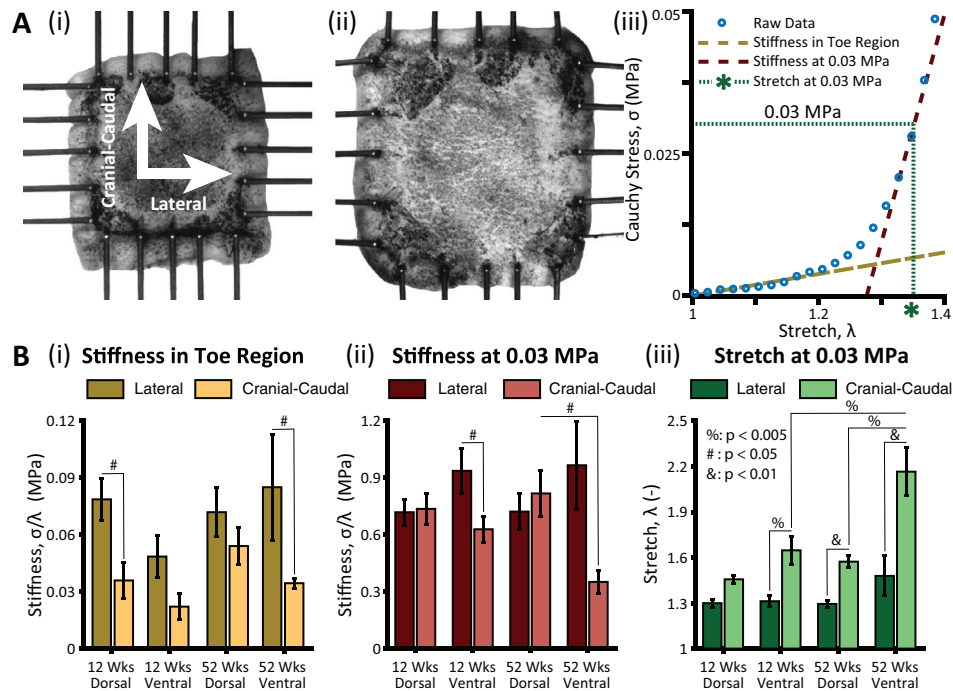 A (i)
Cranial-Caudal
Lateral
(ii)
(iii)
Cauchy Stress, σ (MPa)
0.05
0.025
0
Raw Data
Stiffness in Toe Region
Stiffness at 0.03 MPa
Stretch at 0.03 MPa
0.03 MPa
1 1.2 1.4
Stretch, λ
B (i) Stiffness in Toe Region
Lateral Cranial-Caudal
Stiffness, σ/λ (MPa)
0.12
0.09
0.06
0.03
0
# #
12 Wks 12 Wks 52 Wks 52 Wks
Dorsal Ventral Dorsal Ventral
(ii) Stiffness at 0.03 MPa
Lateral Cranial-Caudal
Stiffness, σ/λ (MPa)
1.2
0.9
0.6
0.3
0
# #
12 Wks 12 Wks 52 Wks 52 Wks
Dorsal Ventral Dorsal Ventral
(iii) Stretch at 0.03 MPa
Lateral Cranial-Caudal
Stretch, λ (-)
2.5
2.2
1.9
1.6
1.3
1
%: p < 0.005
# : p < 0.05
&: p < 0.01
%
%
&
%
&
12 Wks 12 Wks 52 Wks 52 Wks
Dorsal Ventral Dorsal Ventral